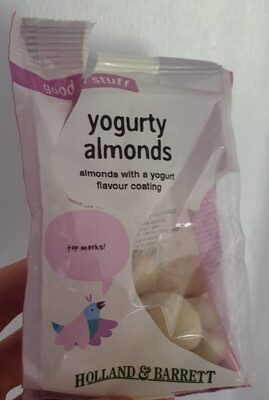 good stuff
yogurty
almonds
almonds with a yogurt
flavour coating
top marks!
HOLLAND & BARRETT